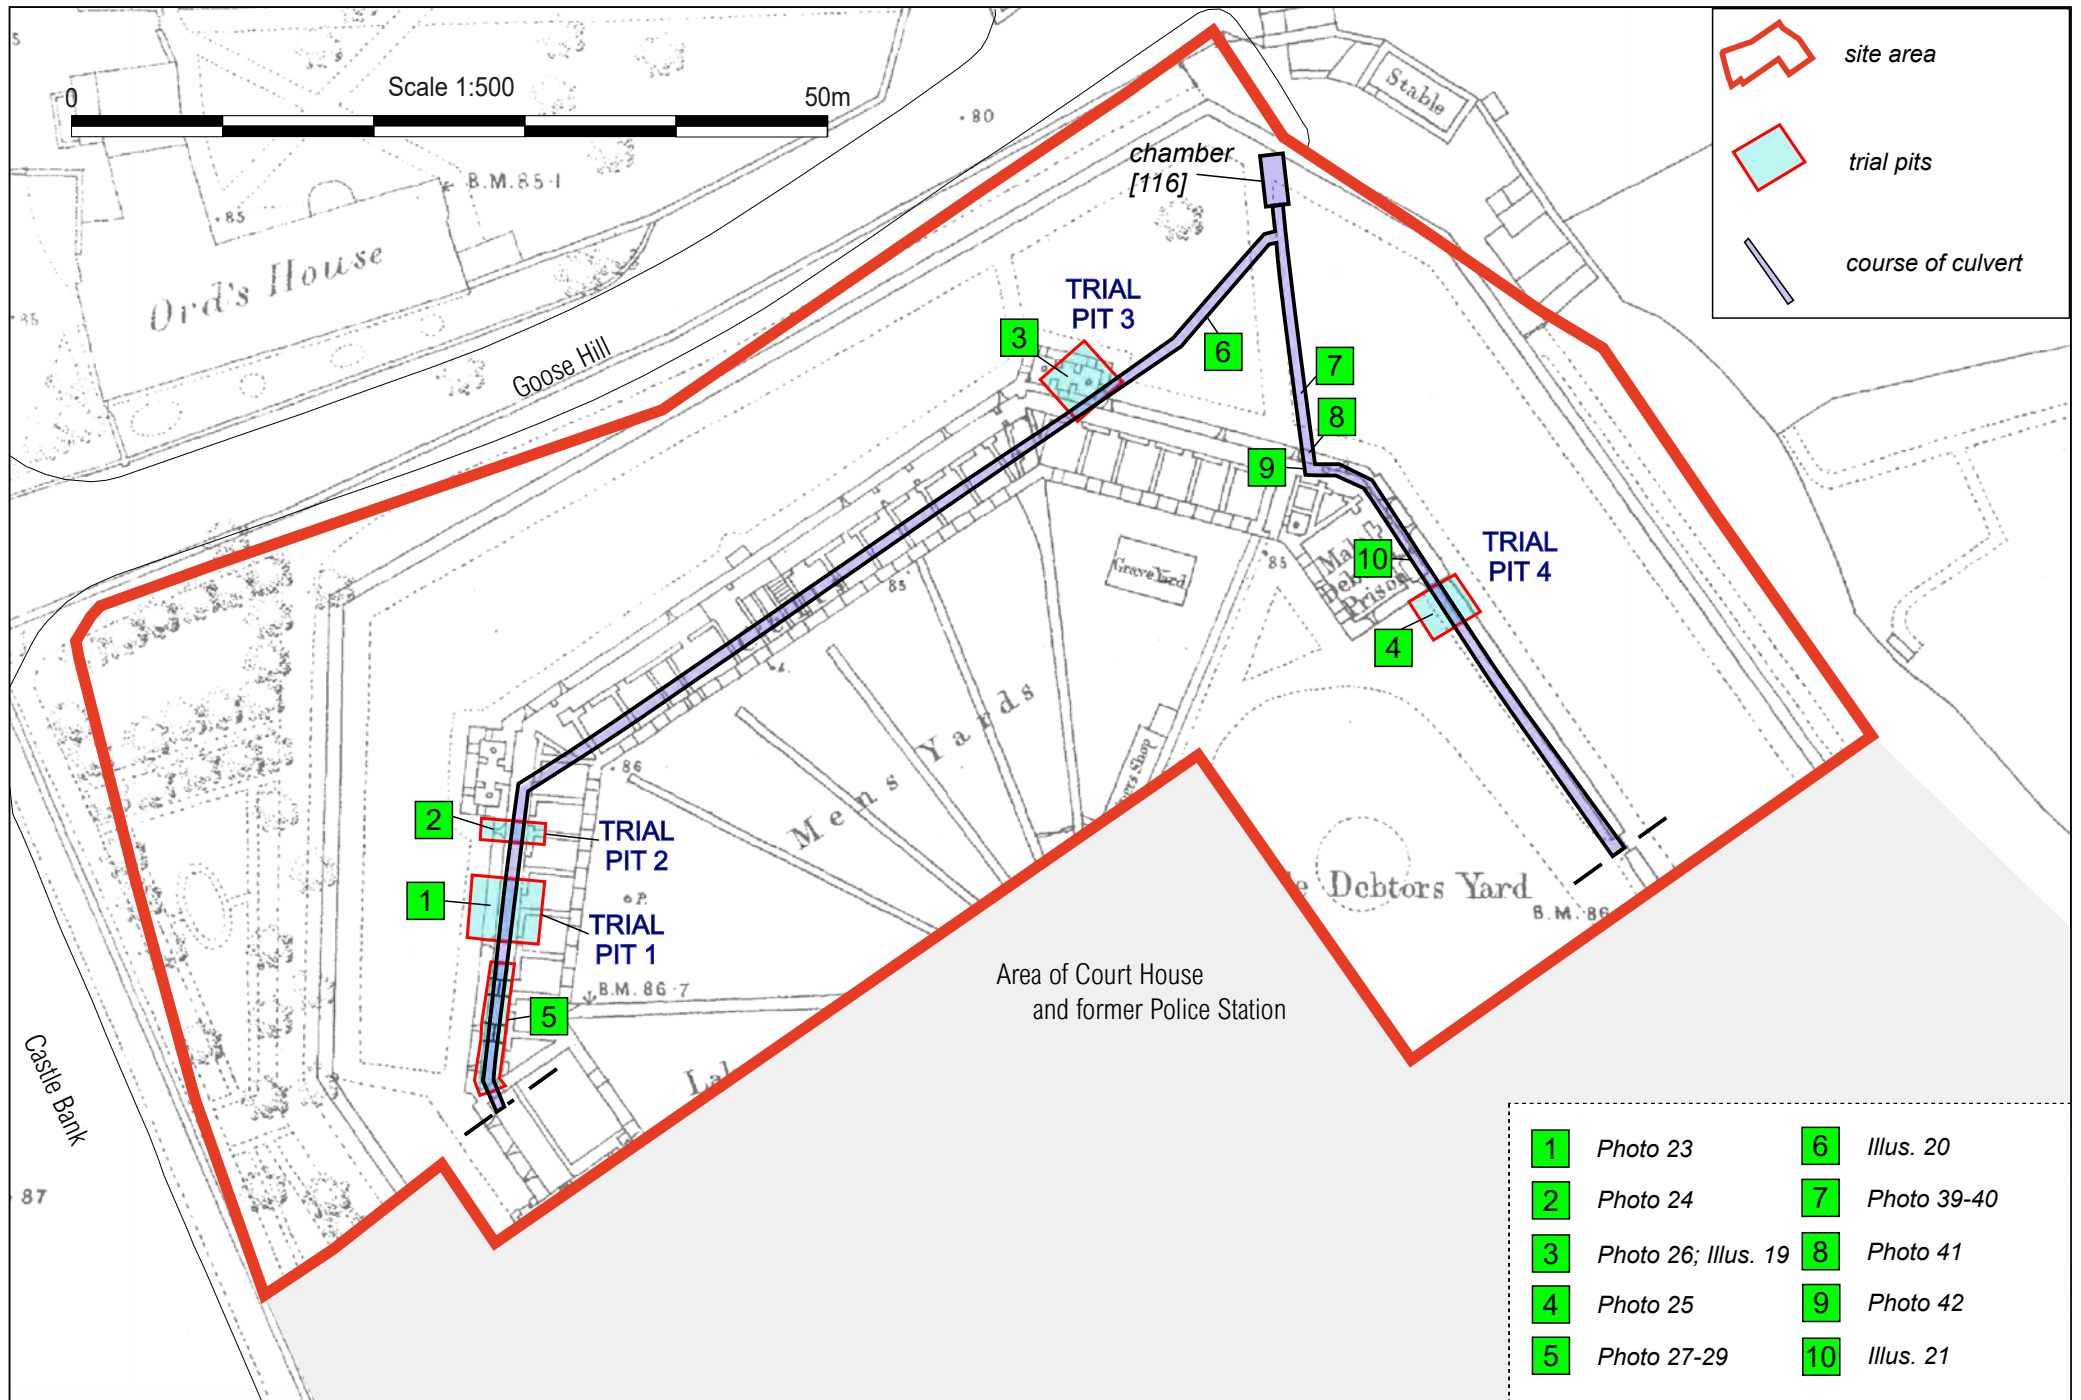 Scale 1:500
0
50m
site area
trial pits
course of culvert
Stable
80
chamber
[116]
B.M.85·1
85
Ord's House
85
Goose Hill
TRIAL
PIT 3
3
6
7
8
9
TRIAL
PIT 4
10
4
Male
Prison
85
Grave Yard
85
Mens Yards
86
2
TRIAL
PIT 2
1
P.
TRIAL
PIT 1
B.M. 86·7
5
Debtors Yard
B.M. 86
Area of Court House
and former Police Station
Castle Bank
87
1 Photo 23
2 Photo 24
3 Photo 26; Illus. 19
4 Photo 25
5 Photo 27-29
6 Illus. 20
7 Photo 39-40
8 Photo 41
9 Photo 42
10 Illus. 21